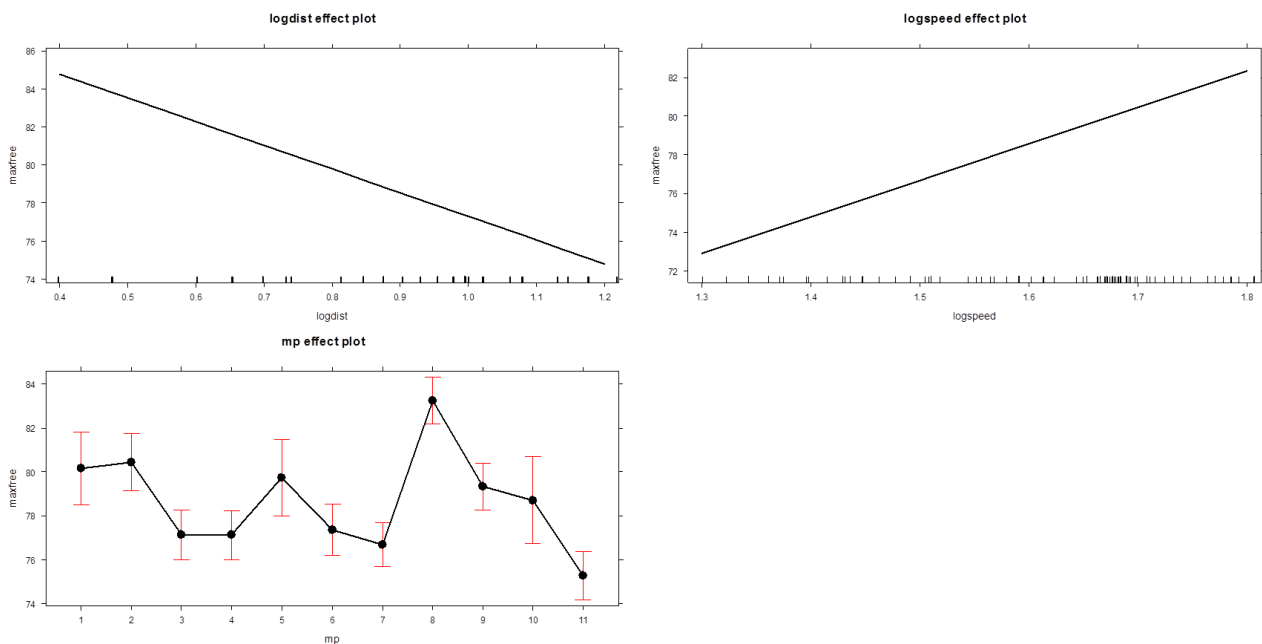 logdist effect plot
86
84
82
80
78
76
74
maxfree
0.4 0.5 0.6 0.7 0.8 0.9 1.0 1.1 1.2
logdist
logspeed effect plot
82
80
78
76
74
72
maxfree
1.3 1.4 1.5 1.6 1.7 1.8
logspeed
mp effect plot
84
82
80
78
76
74
maxfree
1 2 3 4 5 6 7 8 9 10 11
mp